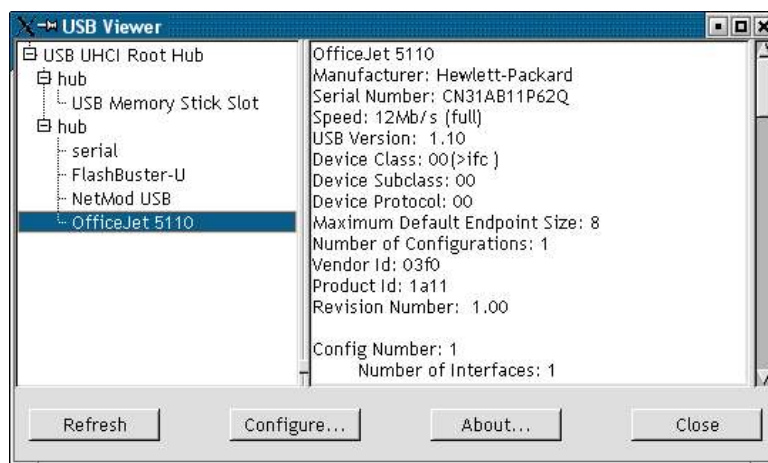 USB Viewer
USB UHCI Root Hub
hub
USB Memory Stick Slot
hub
serial
FlashBuster-U
NetMod USB
OfficeJet 5110
OfficeJet 5110
Manufacturer: Hewlett-Packard
Serial Number: CN31AB11P62Q
Speed: 12Mb/s (full)
USB Version:  1.10
Device Class: 00(>ifc )
Device Subclass: 00
Device Protocol: 00
Maximum Default Endpoint Size: 8
Number of Configurations: 1
Vendor Id: 03f0
Product Id: 1a11
Revision Number:  1.00
Config Number: 1
Number of Interfaces: 1
Refresh
Configure...
About...
Close